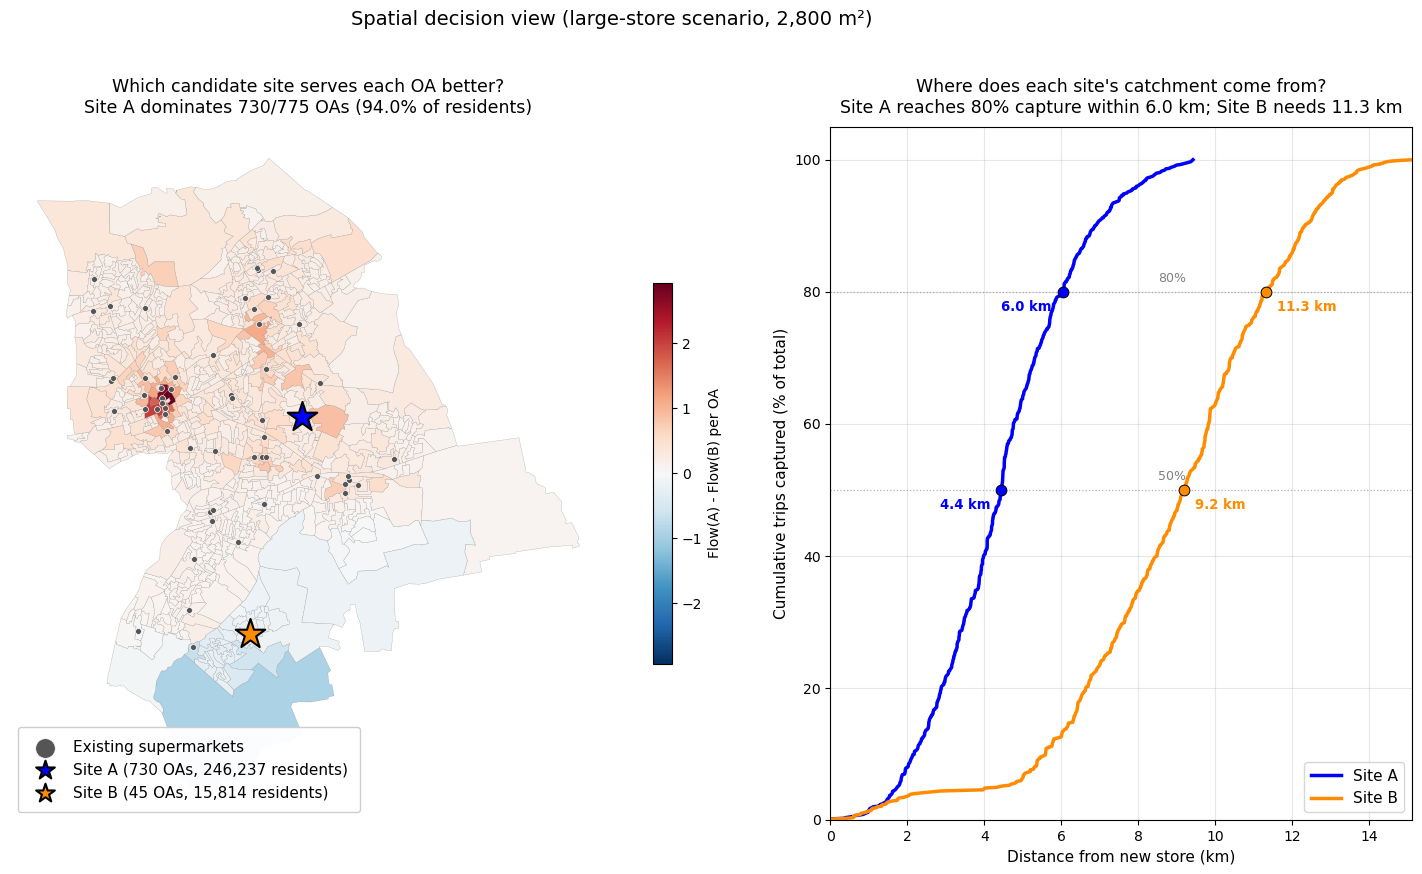 Spatial decision view (large-store scenario, 2,800 m²)
Which candidate site serves each OA better?
Site A dominates 730/775 OAs (94.0% of residents)
2
1
0
−1
−2
Flow(A) - Flow(B) per OA
Existing supermarkets
Site A (730 OAs, 246,237 residents)
Site B (45 OAs, 15,814 residents)
Where does each site's catchment come from?
Site A reaches 80% capture within 6.0 km; Site B needs 11.3 km
100
80
60
40
20
0
Cumulative trips captured (% of total)
80%
6.0 km
11.3 km
50%
4.4 km
9.2 km
Site A
Site B
0
2
4
6
8
10
12
14
Distance from new store (km)